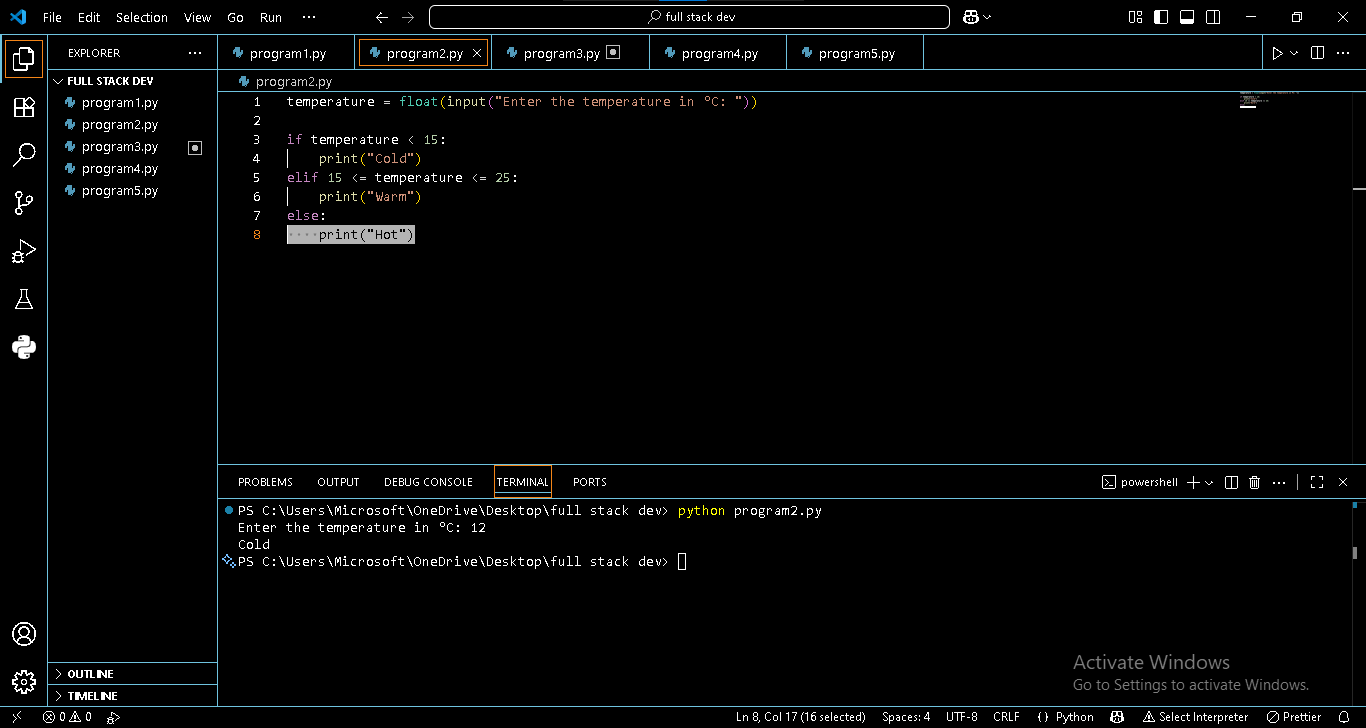 File Edit Selection View Go Run ··· full stack dev
EXPLORER ···
FULL STACK DEV
program1.py
program2.py
program3.py
program4.py
program5.py
OUTLINE
TIMELINE
program1.py program2.py program3.py program4.py program5.py ···
program2.py
1 temperature = float(input("Enter the temperature in °C: "))
2
3 if temperature < 15:
4     print("Cold")
5 elif 15 <= temperature <= 25:
6     print("Warm")
7 else:
8 ····print("Hot")
PROBLEMS OUTPUT DEBUG CONSOLE TERMINAL PORTS powershell ···
PS C:\Users\Microsoft\OneDrive\Desktop\full stack dev> python program2.py
Enter the temperature in °C: 12
Cold
PS C:\Users\Microsoft\OneDrive\Desktop\full stack dev>
Activate Windows
Go to Settings to activate Windows.
0 0 Ln 8, Col 17 (16 selected) Spaces: 4 UTF-8 CRLF {} Python Select Interpreter Prettier